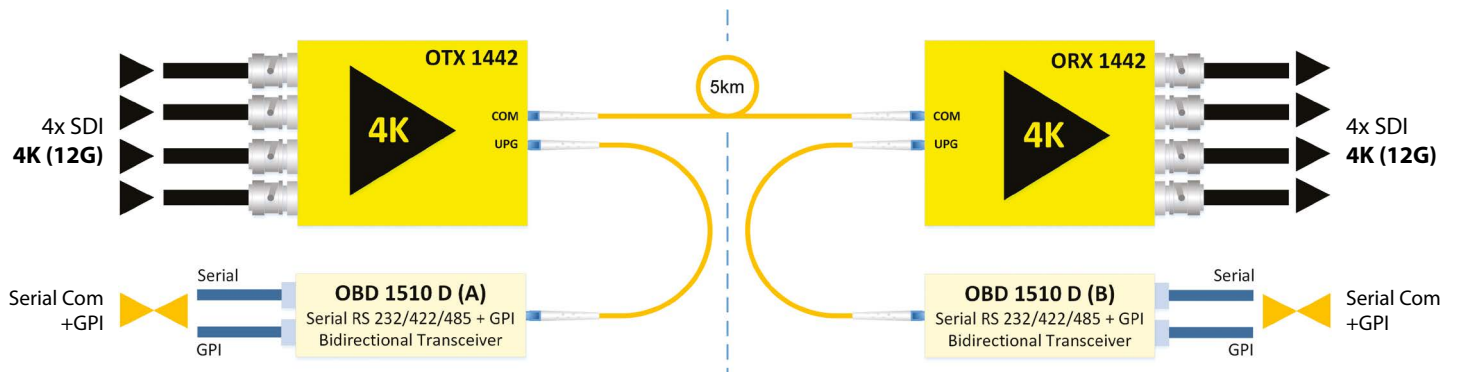 OTX 1442
4K
COM
UPG
4x SDI
4K (12G)
5km
ORX 1442
4K
COM
UPG
4x SDI
4K (12G)
Serial Com
+GPI
Serial
GPI
OBD 1510 D (A)
Serial RS 232/422/485 + GPI
Bidirectional Transceiver
OBD 1510 D (B)
Serial RS 232/422/485 + GPI
Bidirectional Transceiver
Serial
GPI
Serial Com
+GPI